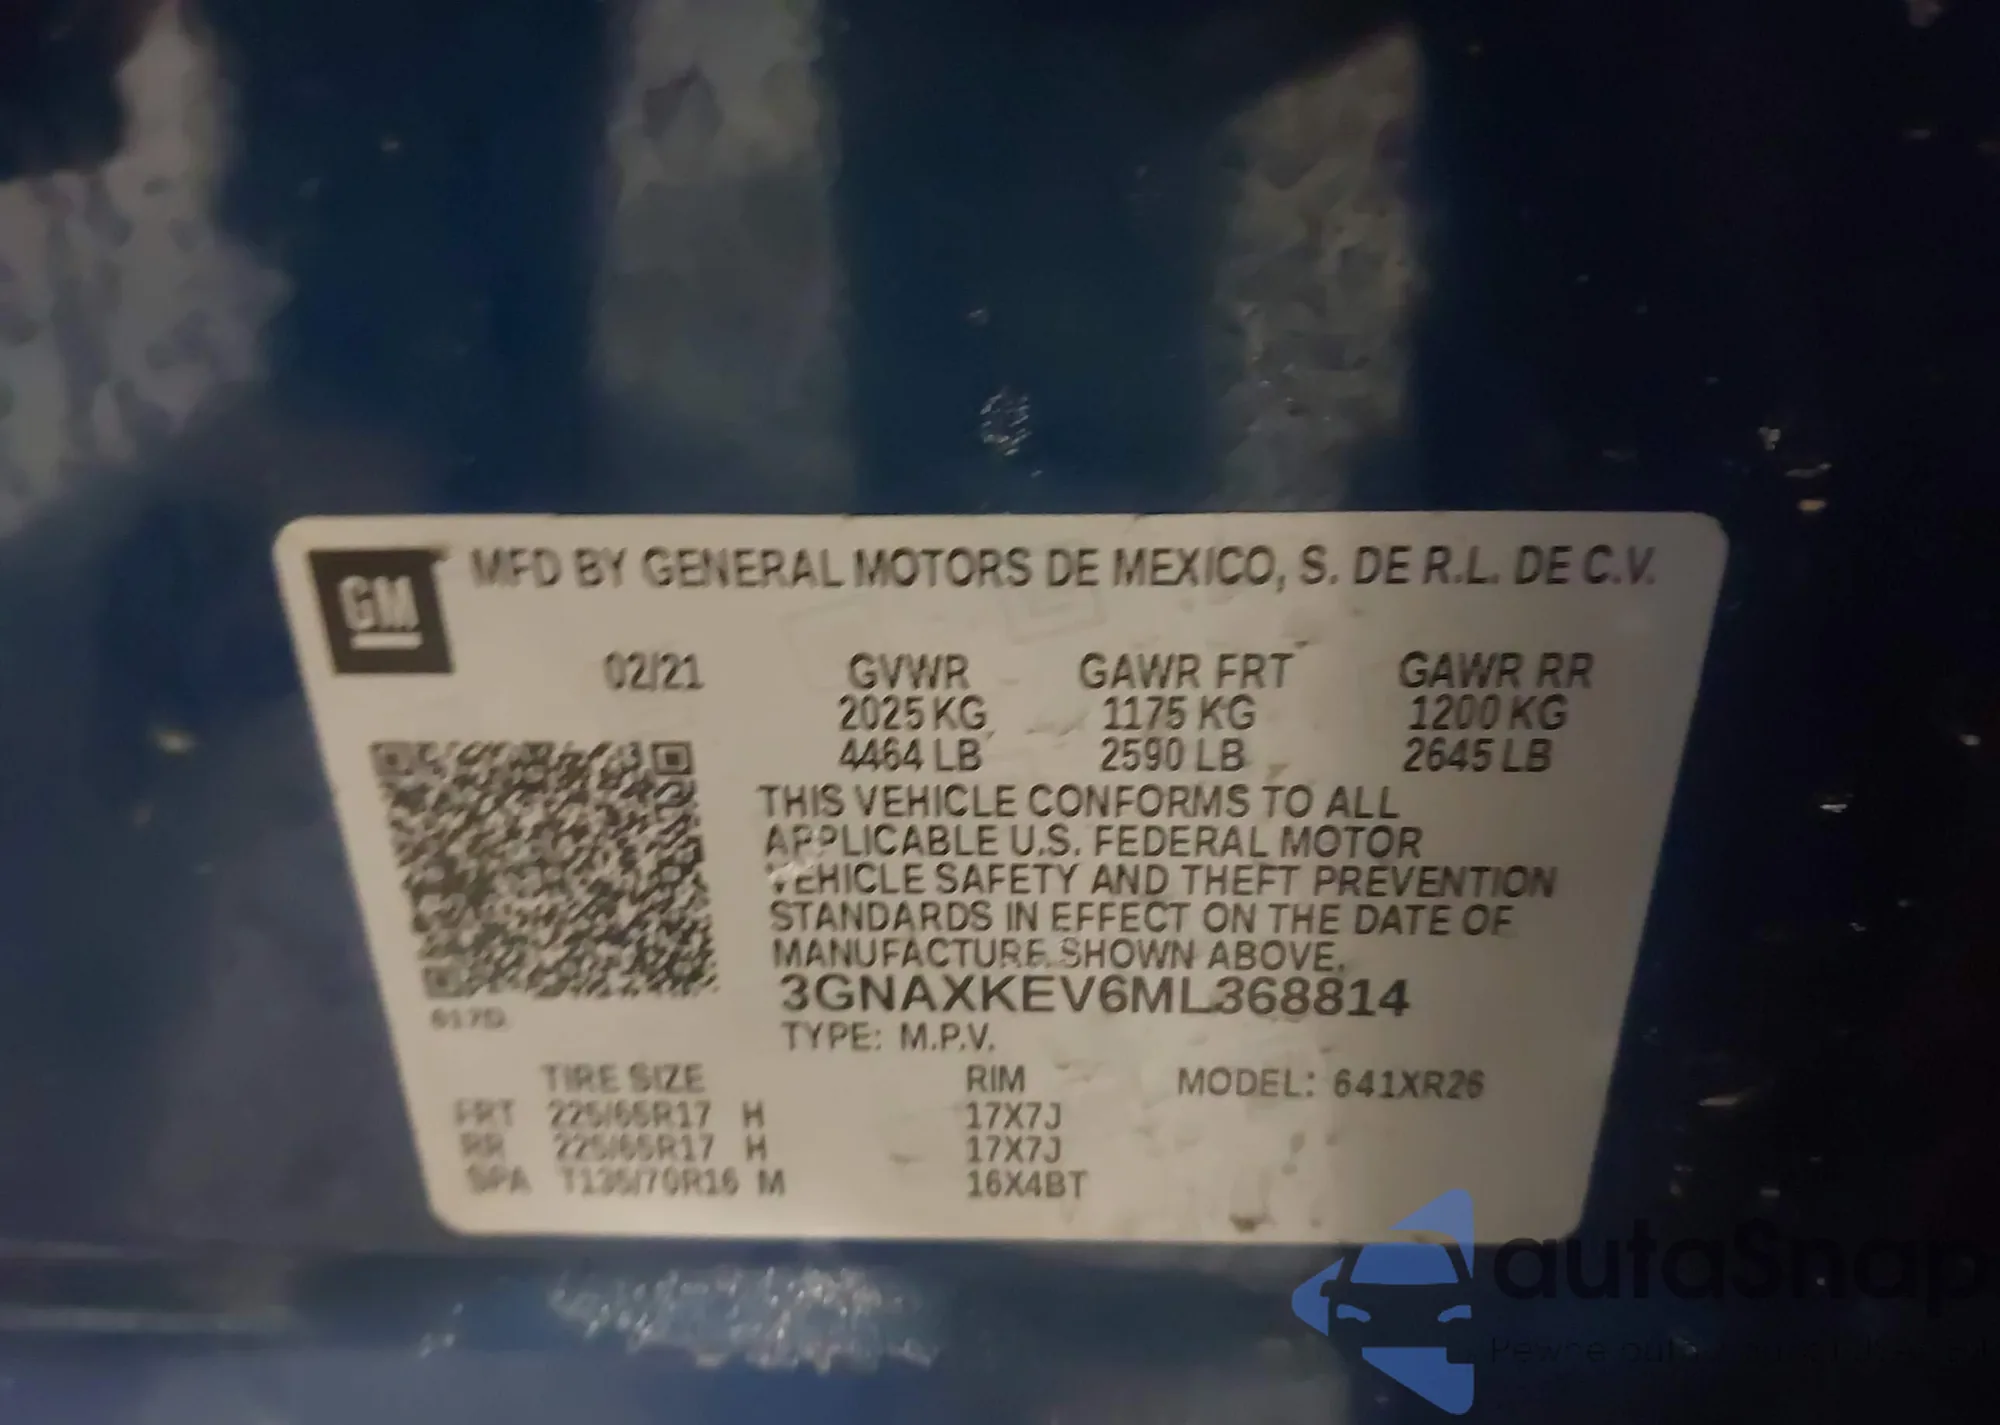 GM
MFD BY GENERAL MOTORS DE MEXICO, S. DE R.L. DE C.V.
02/21 GVWR GAWR FRT GAWR RR
2025 KG 1175 KG 1200 KG
4464 LB 2590 LB 2645 LB
THIS VEHICLE CONFORMS TO ALL
APPLICABLE U.S. FEDERAL MOTOR
VEHICLE SAFETY AND THEFT PREVENTION
STANDARDS IN EFFECT ON THE DATE OF
MANUFACTURE SHOWN ABOVE.
3GNAXKEV6ML368814
TYPE: M.P.V.
TIRE SIZE RIM MODEL: 641XR26
FRT 225/65R17 H 17X7J
RR 225/65R17 H 17X7J
SPA T135/70R16 M 16X4BT
autaSnap
Pewne